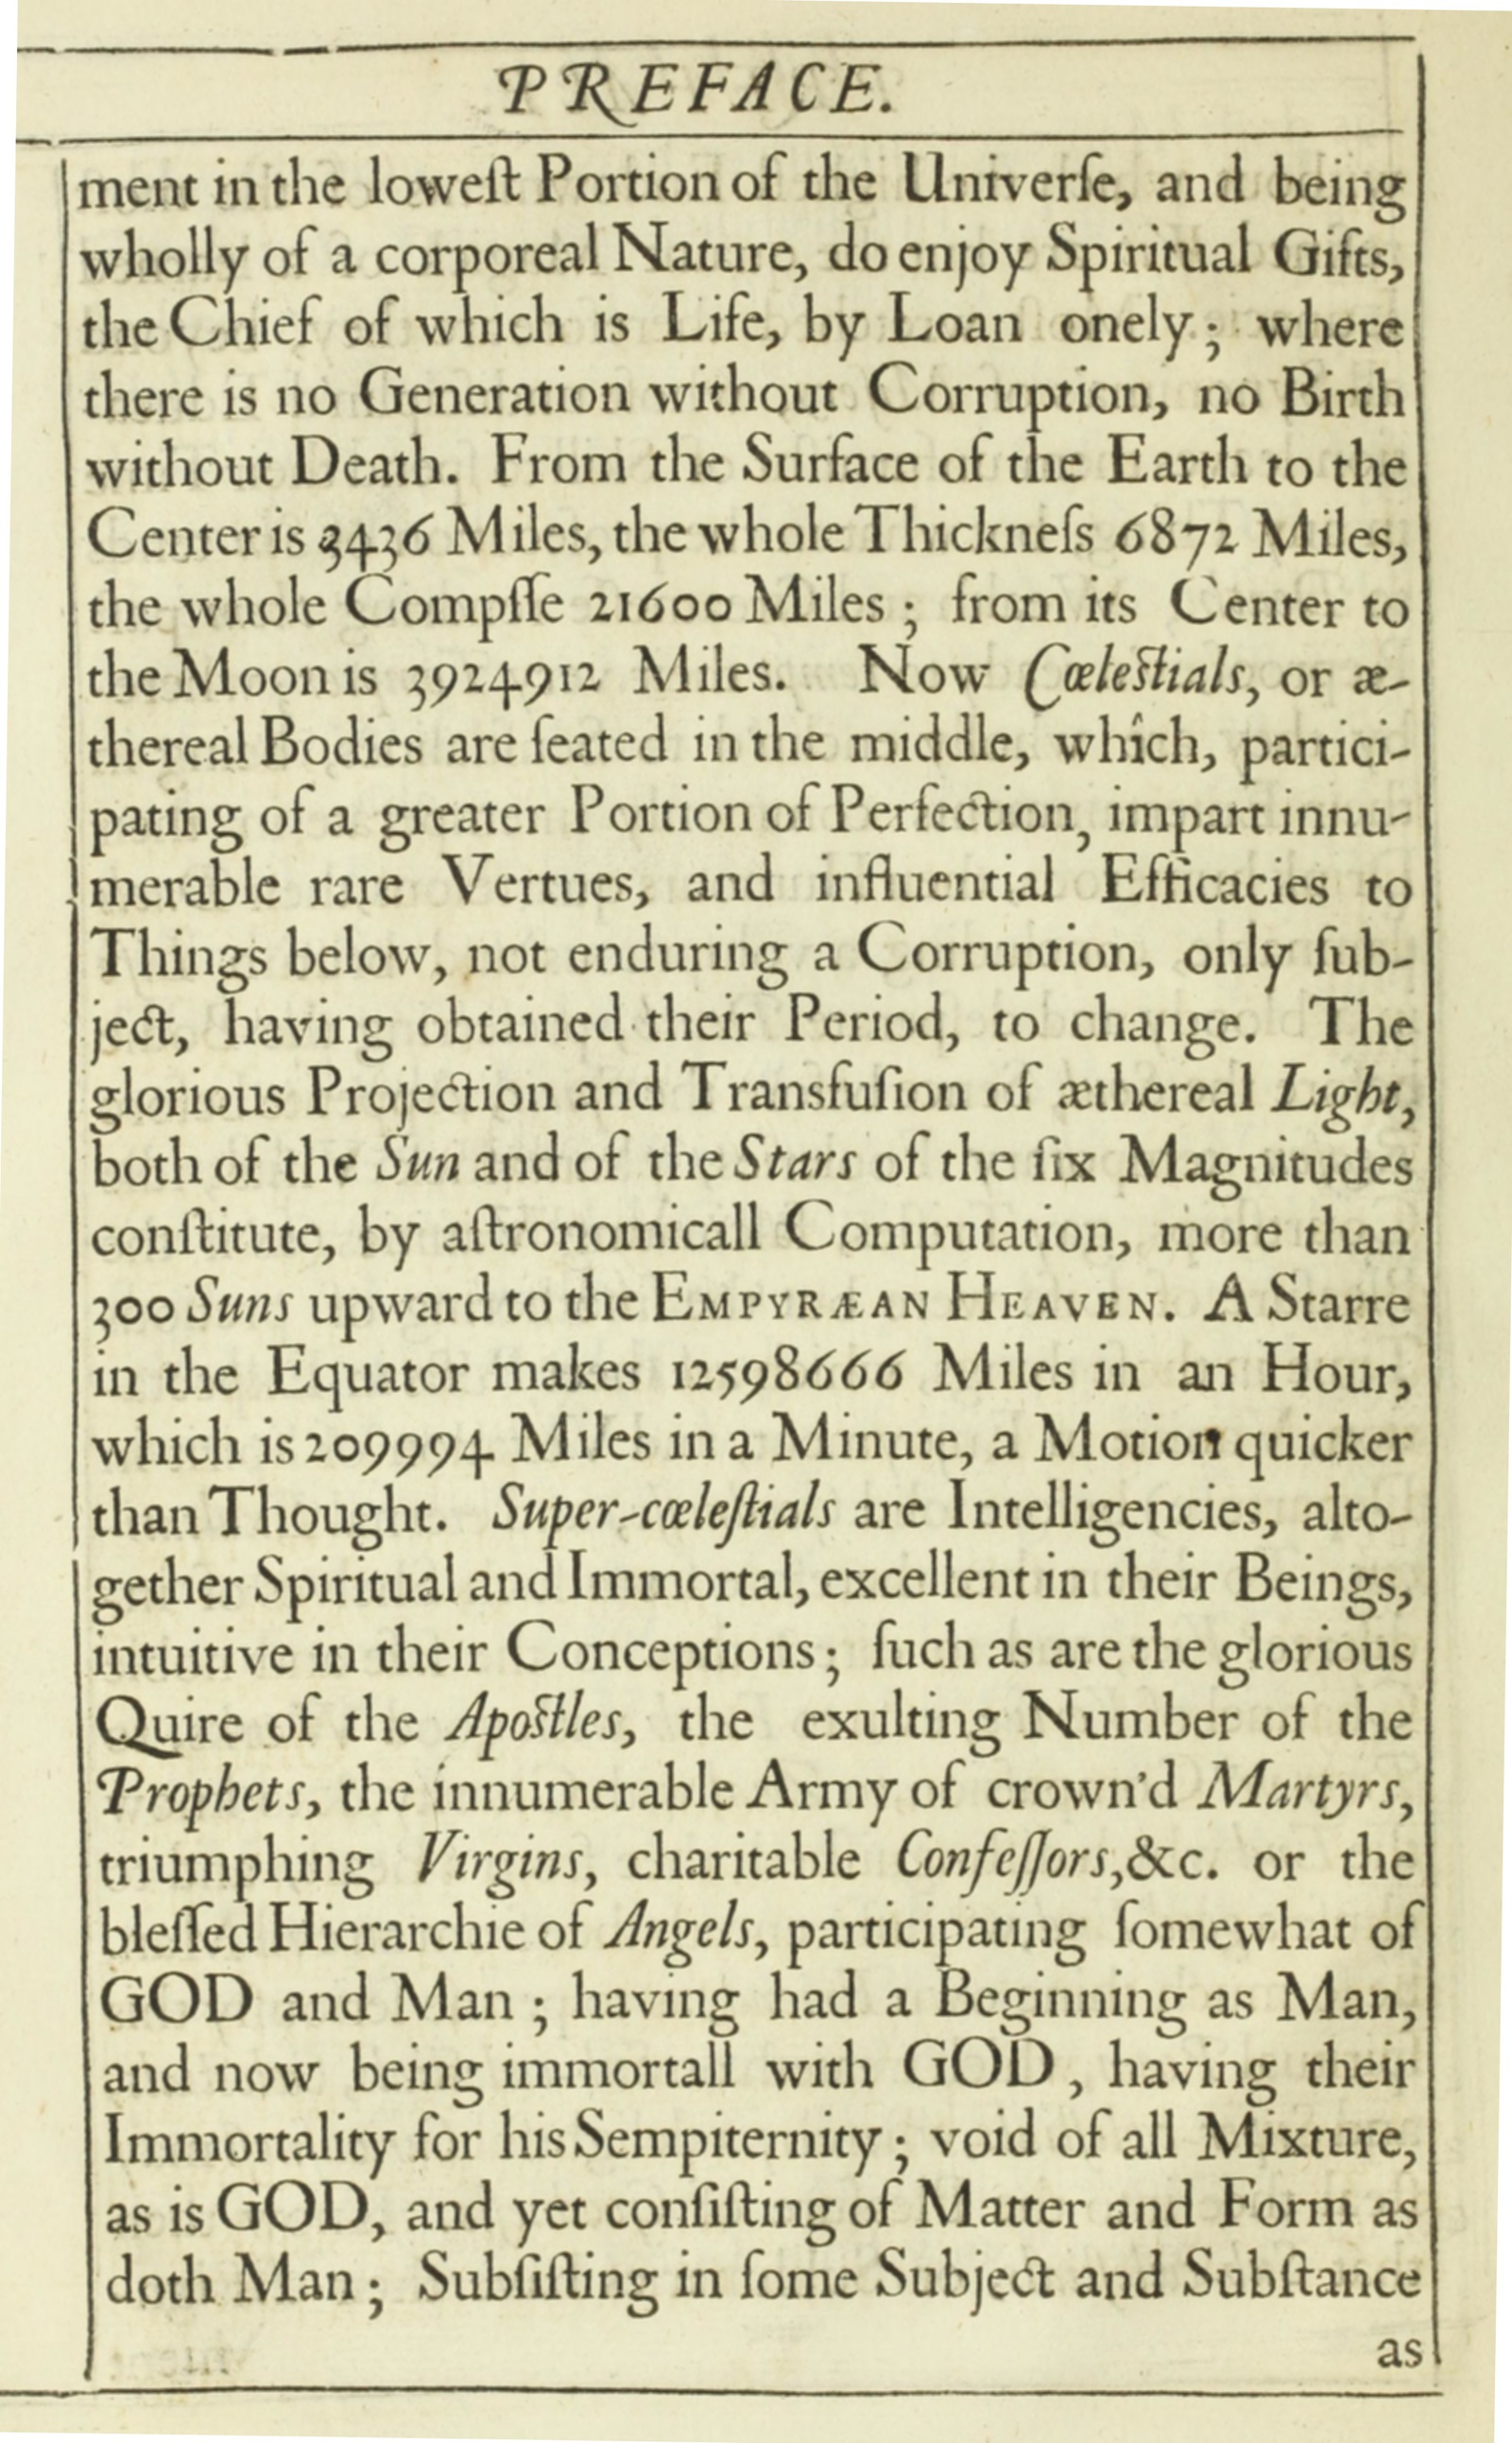 PREFACE.
ment in the loweſt Portion of the Univerſe, and being
wholly of a corporeal Nature, do enjoy Spiritual Gifts,
the Chief of which is Life, by Loan onely; where
there is no Generation without Corruption, no Birth
without Death. From the Surface of the Earth to the
Center is 3436 Miles, the whole Thickneſs 6872 Miles,
the whole Compſſe 21600 Miles; from its Center to
the Moon is 3924912 Miles. Now Cœleſtials, or æ-
thereal Bodies are ſeated in the middle, which, partici-
pating of a greater Portion of Perfection, impart innu-
merable rare Vertues, and influential Efficacies to
Things below, not enduring a Corruption, only ſub-
ject, having obtained their Period, to change. The
glorious Projection and Transfuſion of æthereal Light,
both of the Sun and of the Stars of the ſix Magnitudes
conſtitute, by aſtronomicall Computation, more than
300 Suns upward to the EMPYRÆAN HEAVEN. A Starre
in the Equator makes 12598666 Miles in an Hour,
which is 209994 Miles in a Minute, a Motion quicker
than Thought. Super-cœleſtials are Intelligencies, alto-
gether Spiritual and Immortal, excellent in their Beings,
intuitive in their Conceptions; ſuch as are the glorious
Quire of the Apoſtles, the exulting Number of the
Prophets, the innumerable Army of crown'd Martyrs,
triumphing Virgins, charitable Confeſſors, &c. or the
bleſſed Hierarchie of Angels, participating ſomewhat of
GOD and Man; having had a Beginning as Man,
and now being immortall with GOD, having their
Immortality for his Sempiternity; void of all Mixture,
as is GOD, and yet conſiſting of Matter and Form as
doth Man; Subſiſting in ſome Subject and Subſtance
as